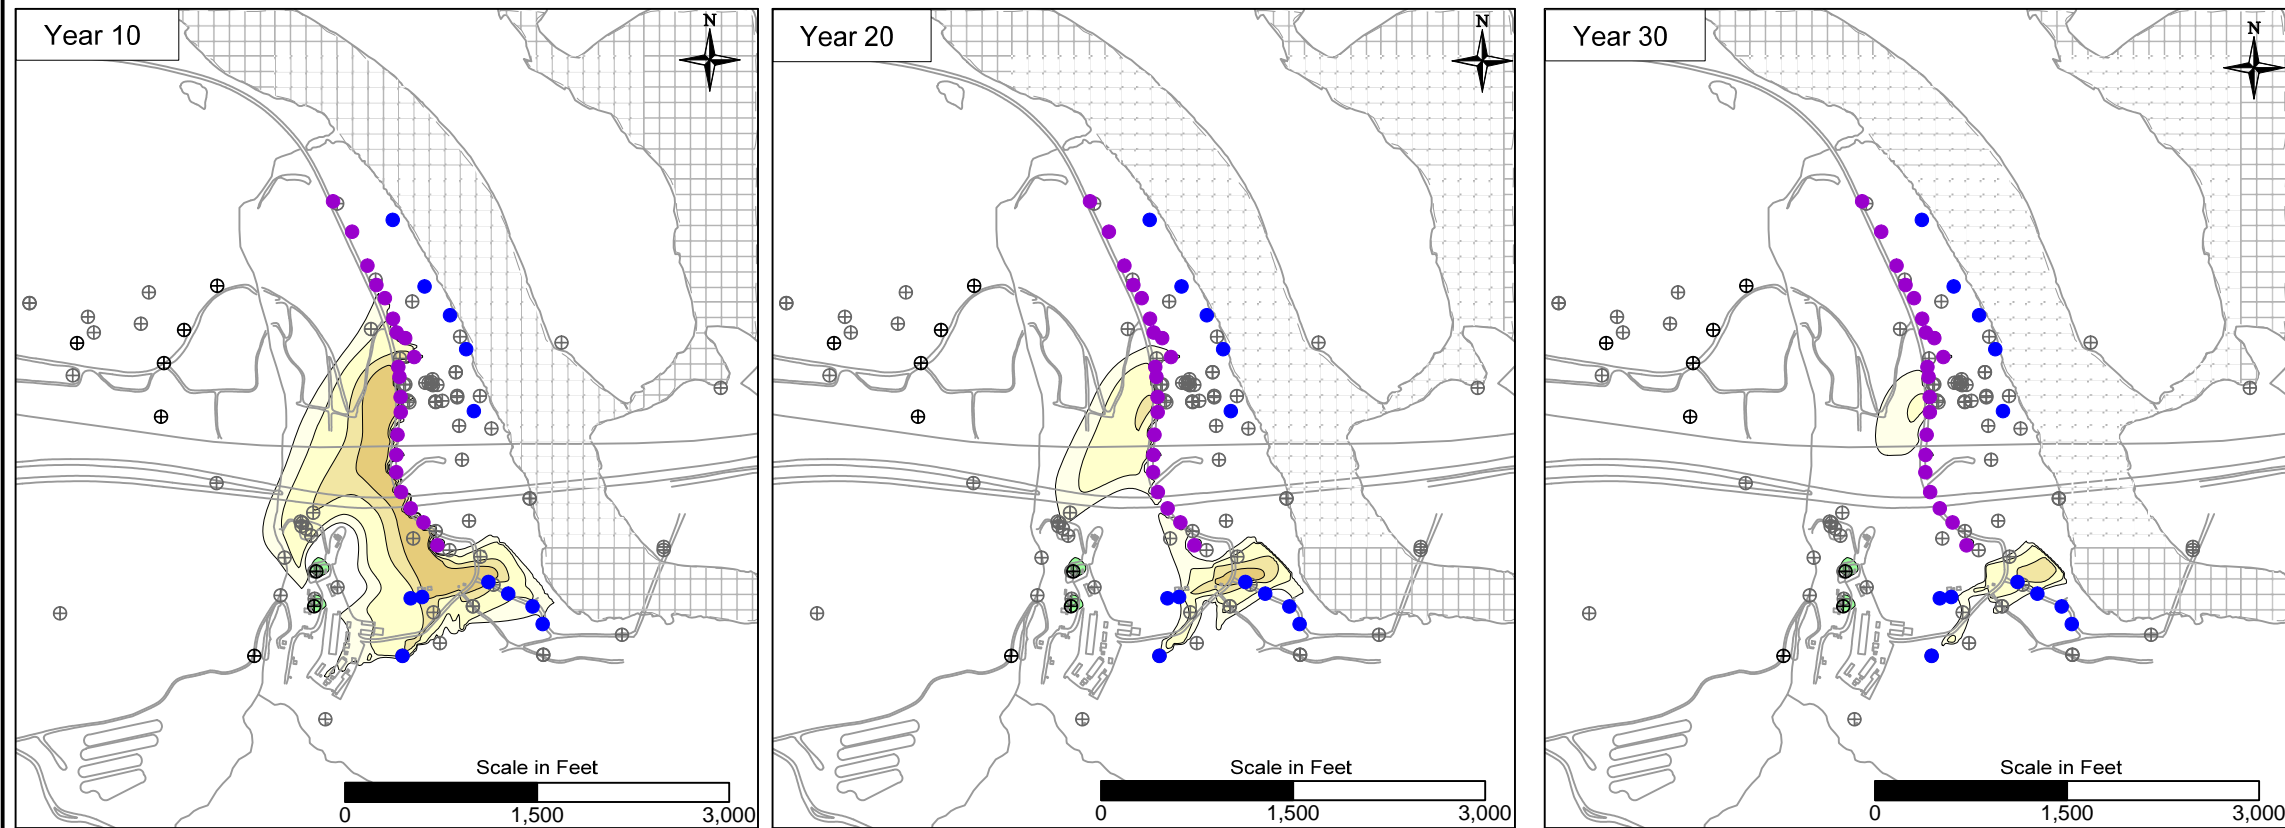 Year 10
N
Scale in Feet
0 1,500 3,000
Year 20
N
Scale in Feet
0 1,500 3,000
Year 30
N
Scale in Feet
0 1,500 3,000